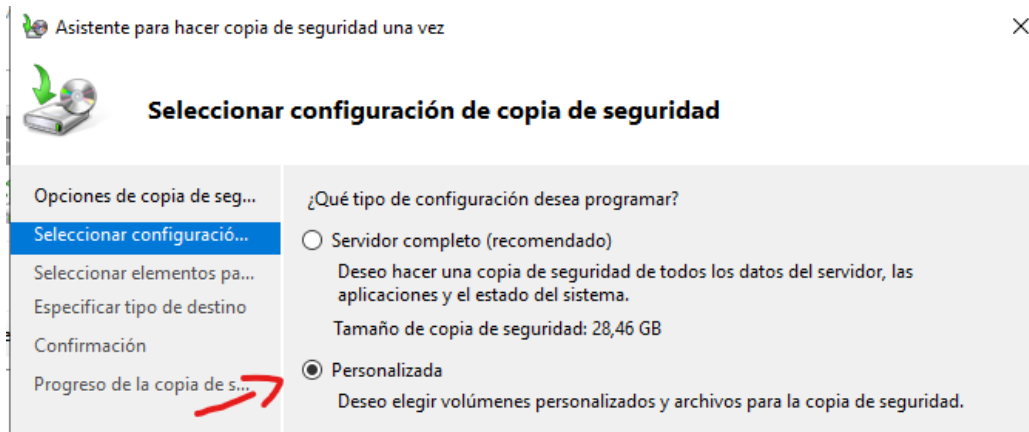 Asistente para hacer copia de seguridad una vez
Seleccionar configuración de copia de seguridad
Opciones de copia de seg...
Seleccionar configuració...
Seleccionar elementos pa...
Especificar tipo de destino
Confirmación
Progreso de la copia de s...
¿Qué tipo de configuración desea programar?
Servidor completo (recomendado)
Deseo hacer una copia de seguridad de todos los datos del servidor, las
aplicaciones y el estado del sistema.
Tamaño de copia de seguridad: 28,46 GB
Personalizada
Deseo elegir volúmenes personalizados y archivos para la copia de seguridad.